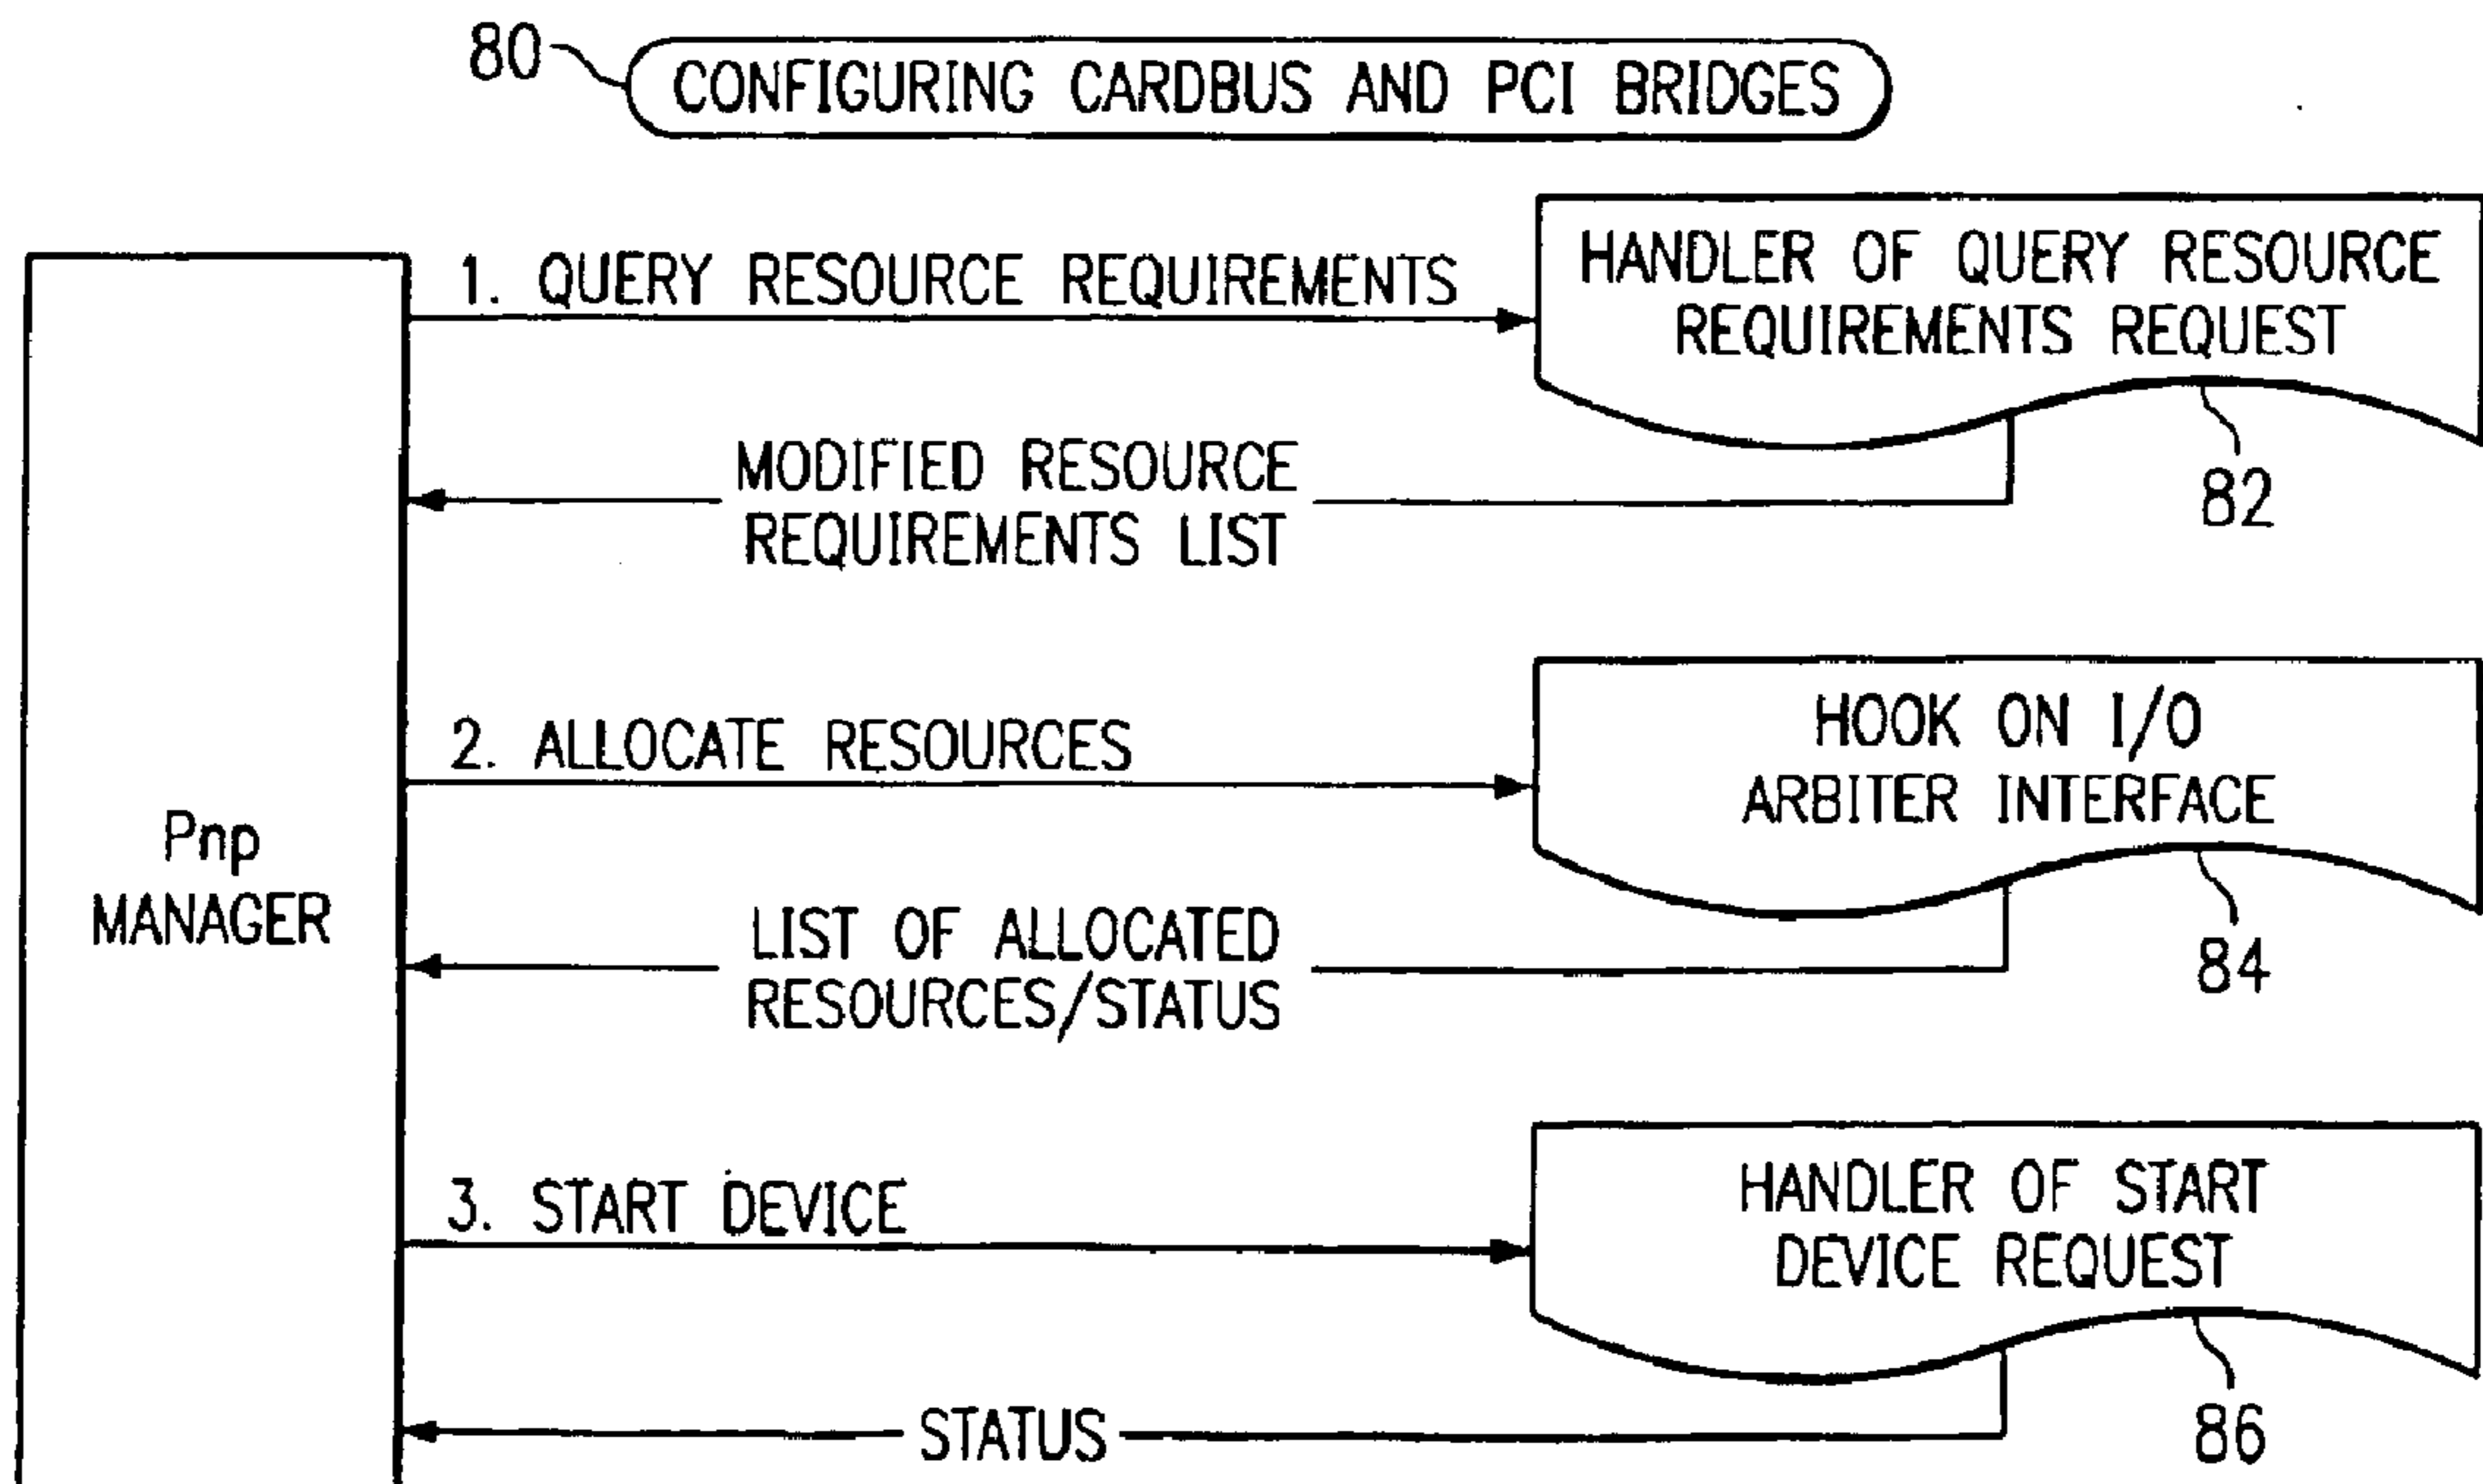 80
CONFIGURING CARDBUS AND PCI BRIDGES
1. QUERY RESOURCE REQUIREMENTS
HANDLER OF QUERY RESOURCE
REQUIREMENTS REQUEST
82
MODIFIED RESOURCE
REQUIREMENTS LIST
Pnp
MANAGER
2. ALLOCATE RESOURCES
HOOK ON I/O
ARBITER INTERFACE
84
LIST OF ALLOCATED
RESOURCES/STATUS
3. START DEVICE
HANDLER OF START
DEVICE REQUEST
86
STATUS